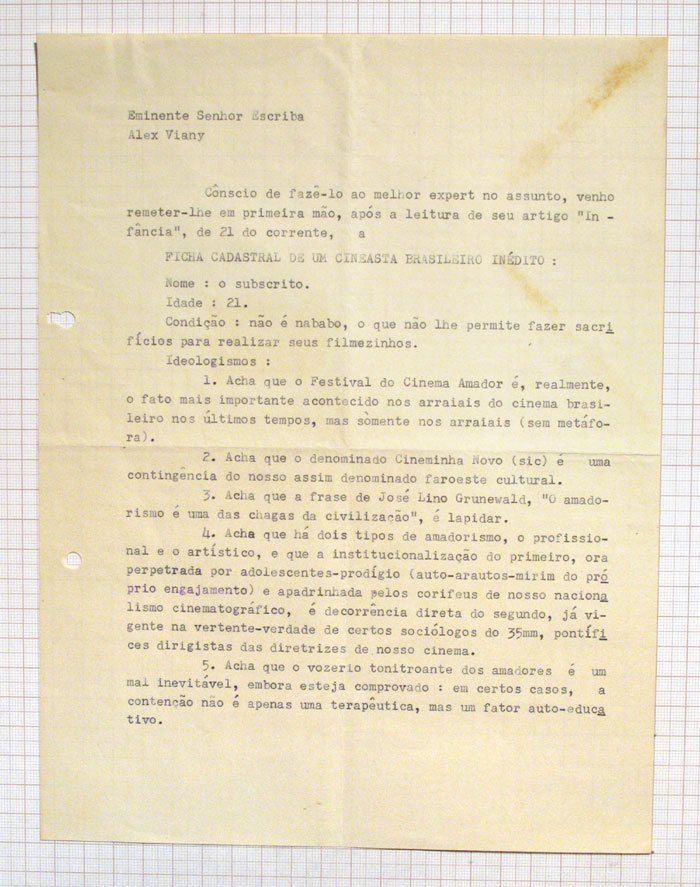 Eminente Senhor Escriba
Alex Viany
Cônscio de fazê-lo ao melhor expert no assunto, venho
remeter-lhe em primeira mão, após a leitura de seu artigo "In -
fância", de 21 do corrente, a
FICHA CADASTRAL DE UM CINEASTA BRASILEIRO INÉDITO :
Nome : o subscrito.
Idade : 21.
Condição : não é nababo, o que não lhe permite fazer sacri
fícios para realizar seus filmezinhos.
Ideologismos :
1. Acha que o Festival do Cinema Amador é, realmente,
o fato mais importante acontecido nos arraiais do cinema brasi-
leiro nos últimos tempos, mas sòmente nos arraiais (sem metáfo-
ra).
2. Acha que o denominado Cineminha Novo (sic) é uma
contingência do nosso assim denominado faroeste cultural.
3. Acha que a frase de José Lino Grunewald, "O amado-
rismo é uma das chagas da civilização", é lapidar.
4. Acha que há dois tipos de amadorismo, o profissio-
nal e o artístico, e que a institucionalização do primeiro, ora
perpetrada por adolescentes-prodígio (auto-arautos-mirim do pró
prio engajamento) e apadrinhada pelos corifeus de nosso naciona
lismo cinematográfico, é decorrência direta do segundo, já vi-
gente na vertente-verdade de certos sociólogos do 35mm, pontífi
ces dirigistas das diretrizes de nosso cinema.
5. Acha que o vozerio tonitroante dos amadores é um
mal inevitável, embora esteja comprovado : em certos casos, a
contenção não é apenas uma terapêutica, mas um fator auto-educa
tivo.